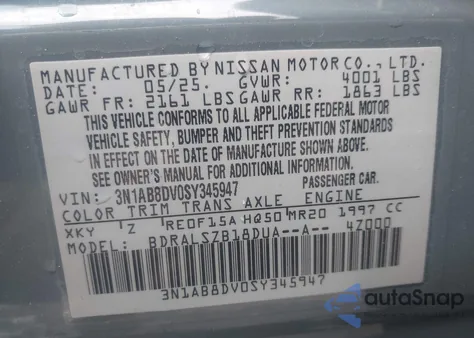 MANUFACTURED BY NISSAN MOTOR CO., LTD.
DATE: 05/25. GVWR: 4001 LBS
GAWR FR: 2161 LBS GAWR RR: 1863 LBS
THIS VEHICLE CONFORMS TO ALL APPLICABLE FEDERAL MOTOR
VEHICLE SAFETY, BUMPER AND THEFT PREVENTION STANDARDS
IN EFFECT ON THE DATE OF MANUFACTURE SHOWN ABOVE.
SEE OWNER'S MANUAL FOR ADDITIONAL INFORMATION.
VIN: 3N1AB8DV0SY345947 PASSENGER CAR.
COLOR TRIM TRANS AXLE ENGINE
XKY Z RE0F15A HQ50 MR20 1997 CC
MODEL: BDRALSZB18DUA--A-- 4Z000
3N1AB8DV0SY345947
autoSnap